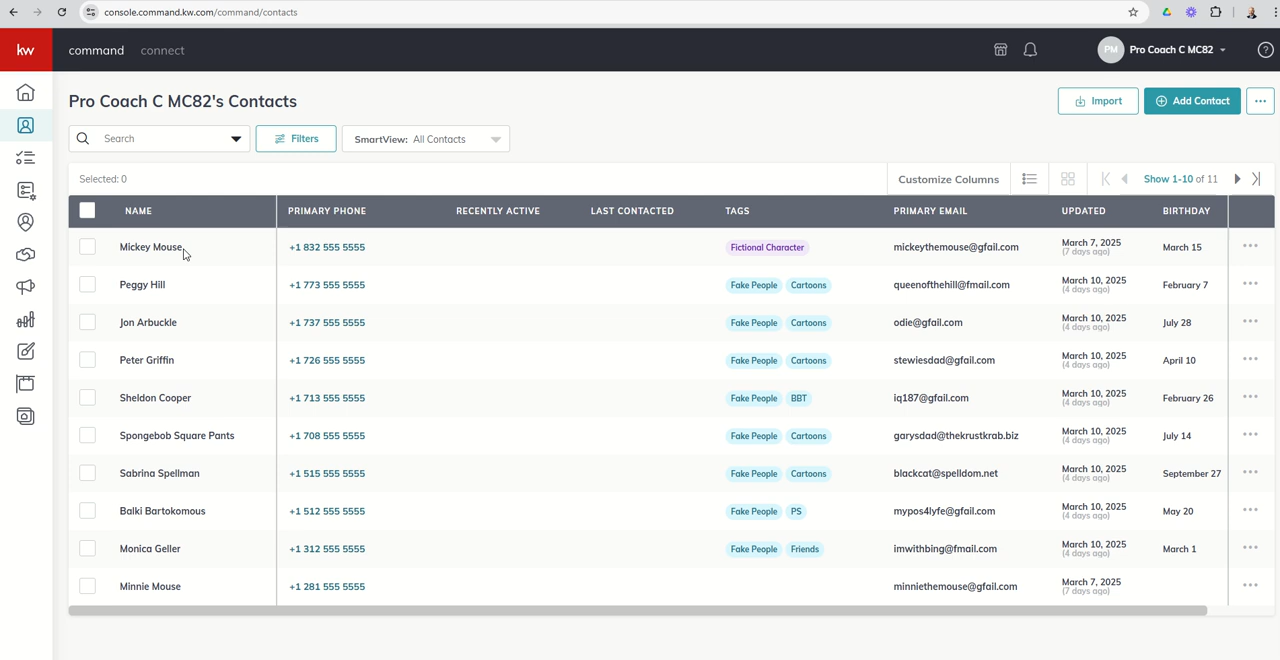 console.command.kw.com/command/contacts
kw command connect PM Pro Coach C MC82 ?
Pro Coach C MC82's Contacts Import Add Contact ...
Search Filters SmartView: All Contacts
Selected: 0 Customize Columns Show 1-10 of 11
NAME PRIMARY PHONE RECENTLY ACTIVE LAST CONTACTED TAGS PRIMARY EMAIL UPDATED BIRTHDAY
Mickey Mouse +1 832 555 5555 Fictional Character mickeythemouse@gfail.com March 7, 2025 March 15
(7 days ago)
Peggy Hill +1 773 555 5555 Fake People Cartoons queenofthehill@fmail.com March 10, 2025 February 7
(4 days ago)
Jon Arbuckle +1 737 555 5555 Fake People Cartoons odie@gfail.com March 10, 2025 July 28
(4 days ago)
Peter Griffin +1 726 555 5555 Fake People Cartoons stewiesdad@gfail.com March 10, 2025 April 10
(4 days ago)
Sheldon Cooper +1 713 555 5555 Fake People BBT iq187@gfail.com March 10, 2025 February 26
(4 days ago)
Spongebob Square Pants +1 708 555 5555 Fake People Cartoons garysdad@thekrustkrab.biz March 10, 2025 July 14
(4 days ago)
Sabrina Spellman +1 515 555 5555 Fake People Cartoons blackcat@spelldom.net March 10, 2025 September 27
(4 days ago)
Balki Bartokomous +1 512 555 5555 Fake People PS mypos4lyfe@gfail.com March 10, 2025 May 20
(4 days ago)
Monica Geller +1 312 555 5555 Fake People Friends imwithbing@fmail.com March 10, 2025 March 1
(4 days ago)
Minnie Mouse +1 281 555 5555 minniethemouse@gfail.com March 7, 2025
(7 days ago)